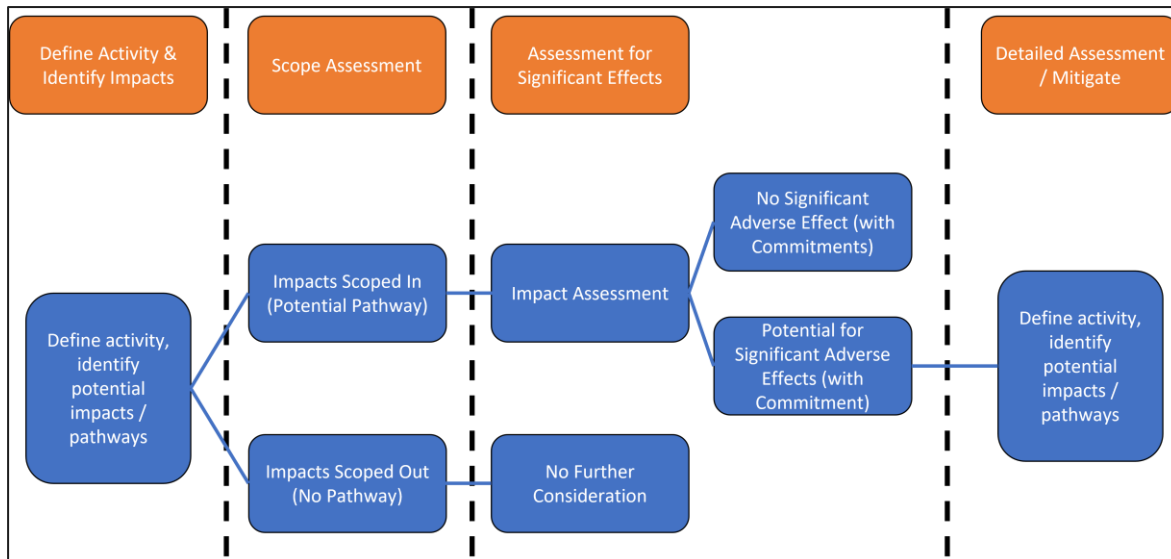 Define Activity &
Identify Impacts
Scope Assessment
Assessment for
Significant Effects
Detailed Assessment
/ Mitigate
Define activity,
identify
potential
impacts /
pathways
Impacts Scoped In
(Potential Pathway)
Impacts Scoped Out
(No Pathway)
Impact Assessment
No Further
Consideration
No Significant
Adverse Effect (with
Commitments)
Potential for
Significant Adverse
Effects (with
Commitment)
Define activity,
identify
potential
impacts /
pathways